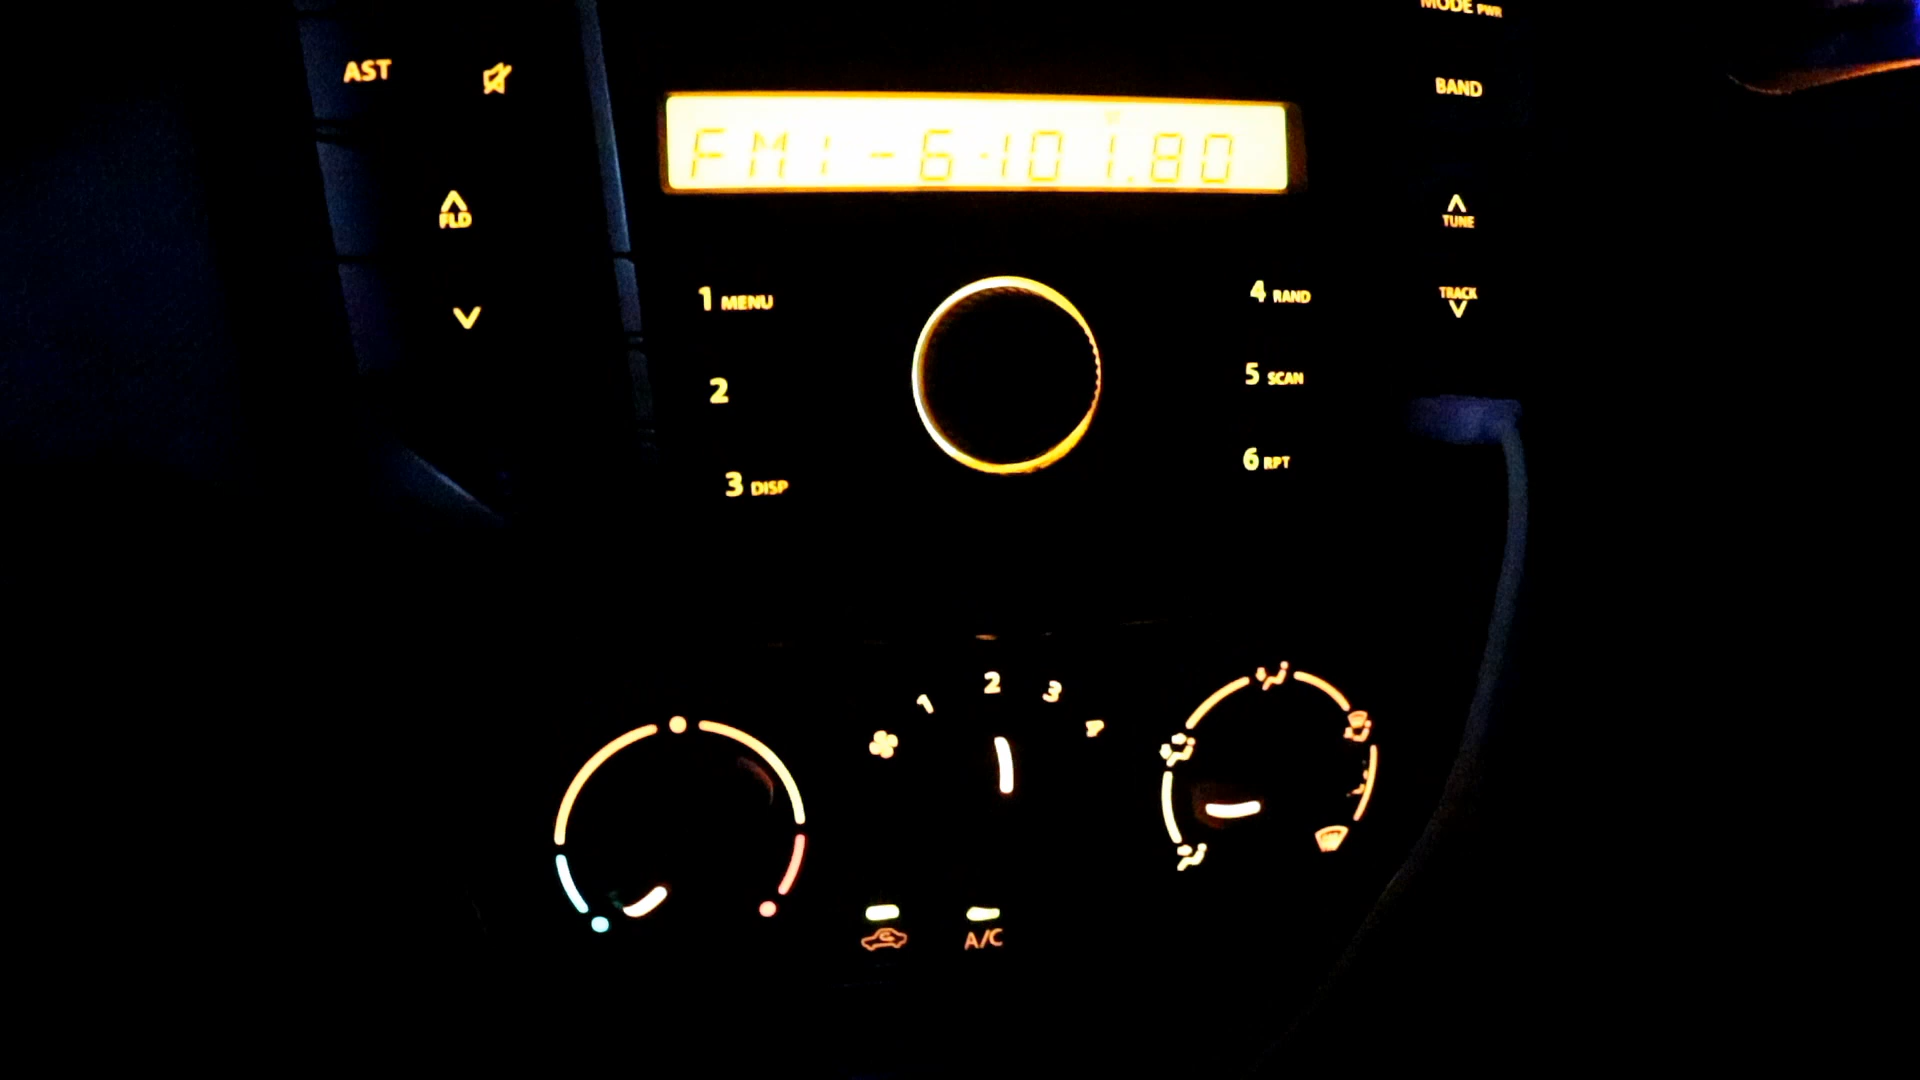 MODE PWR
AST
BAND
FM1-6 101.80
FLD
TUNE
1 MENU
4 RAND
TRACK
2
5 SCAN
3 DISP
6 RPT
1 2 3 4
A/C